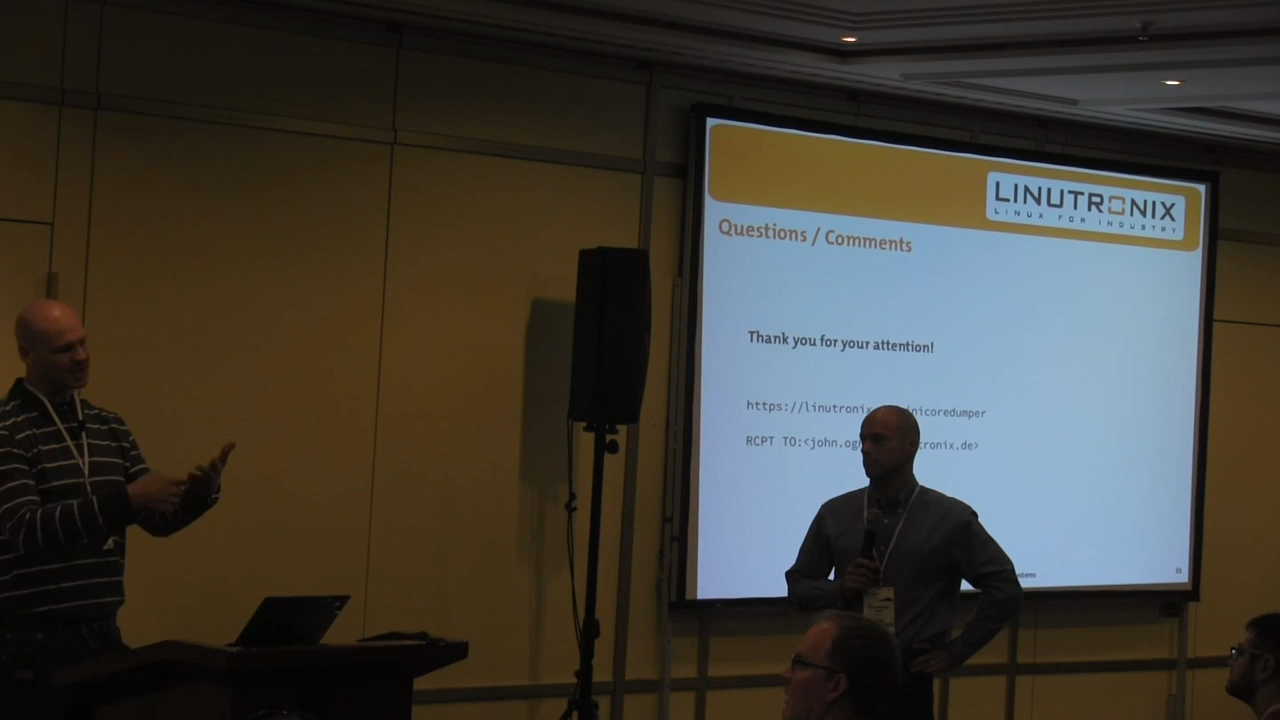 LINUTRONIX
LINUX FOR INDUSTRY
Questions / Comments
Thank you for your attention!
https://linutronix
inicoredumper
RCPT TO:<john.og
tronix.de>